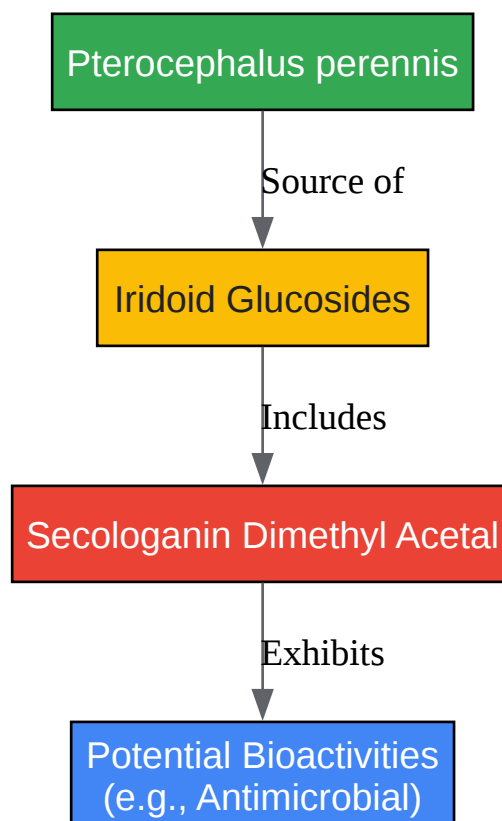 Pterocephalus perennis
Source of
Iridoid Glucosides
Includes
Secologanin Dimethyl Acetal
Exhibits
Potential Bioactivities
(e.g., Antimicrobial)